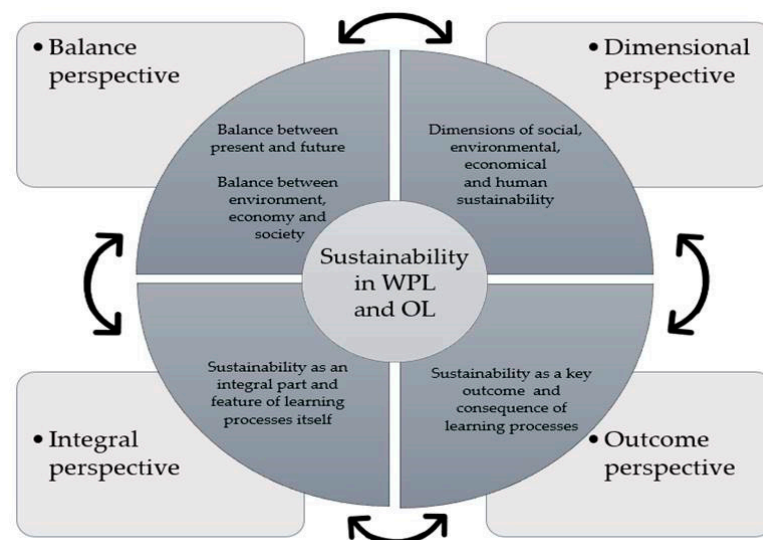 • Balance
perspective
• Dimensional
perspective
Balance between
present and future
Balance between
environment,
economy and
society
Dimensions of social,
environmental,
economical
and human
sustainability
Sustainability
in WPL
and OL
Sustainability as an
integral part and
feature of learning
processes itself
Sustainability as a key
outcome and
consequence of
learning processes
• Integral
perspective
• Outcome
perspective